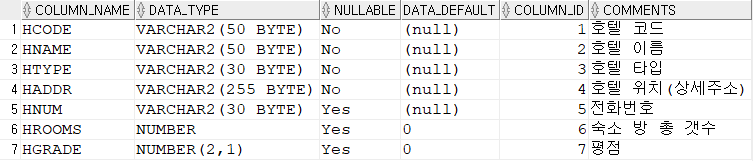 COLUMN_NAME DATA_TYPE NULLABLE DATA_DEFAULT COLUMN_ID COMMENTS
1 HCODE VARCHAR2(50 BYTE) No (null) 1 호텔 코드
2 HNAME VARCHAR2(50 BYTE) No (null) 2 호텔 이름
3 HTYPE VARCHAR2(30 BYTE) No (null) 3 호텔 타입
4 HADDR VARCHAR2(255 BYTE) No (null) 4 호텔 위치(상세주소)
5 HNUM VARCHAR2(30 BYTE) Yes (null) 5 전화번호
6 HROOMS NUMBER Yes 0 6 숙소 방 총 갯수
7 HGRADE NUMBER(2,1) Yes 0 7 평점